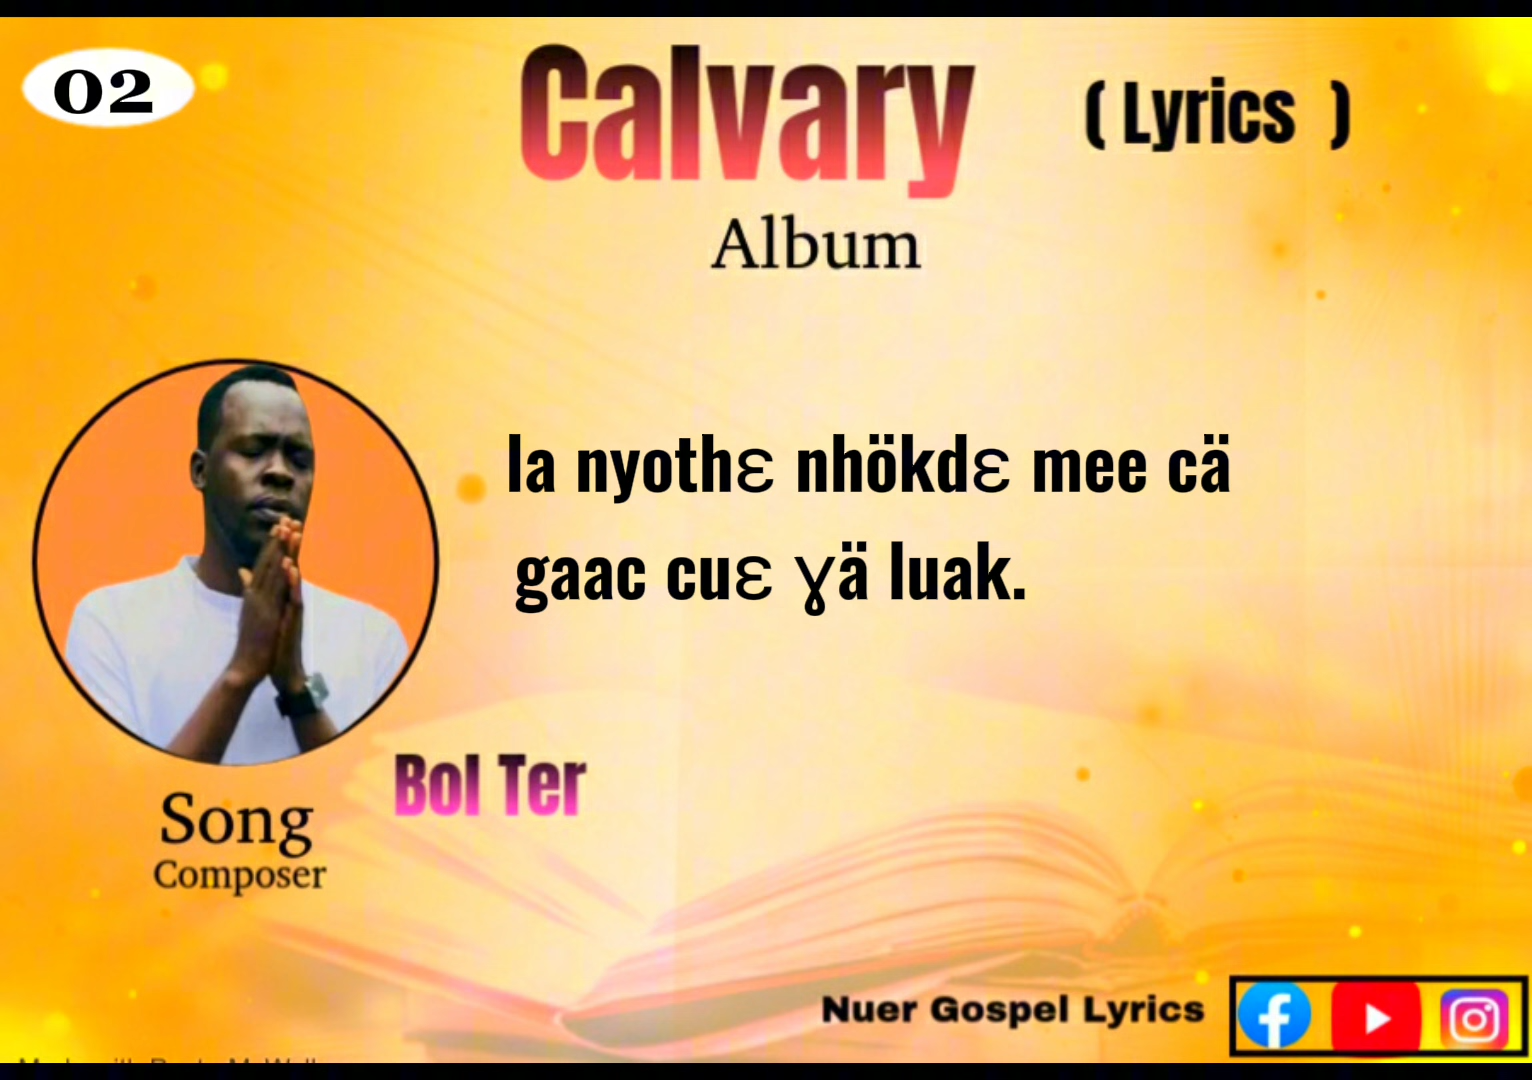 02
Calvary
( Lyrics )
Album
la nyothɛ nhökdɛ mee cä
gaac cuɛ ɣä luak.
Bol Ter
Song
Composer
Nuer Gospel Lyrics